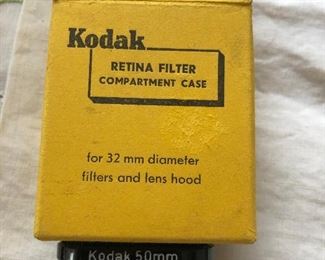 Kodak
RETINA FILTER
COMPARTMENT CASE
for 32 mm diameter
filters and lens hood
Kodak 50mm